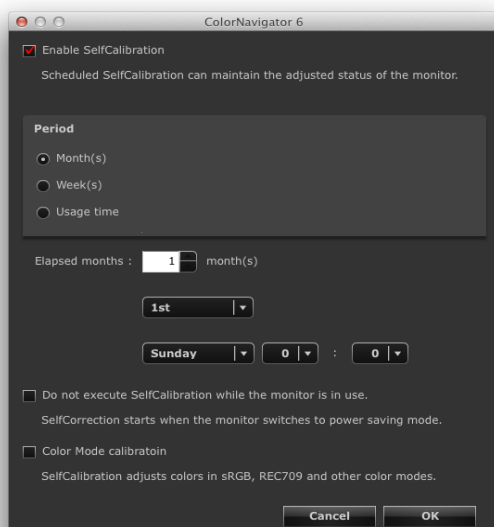 ColorNavigator 6
Enable SelfCalibration
Scheduled SelfCalibration can maintain the adjusted status of the monitor.
Period
Month(s)
Week(s)
Usage time
Elapsed months : 1 month(s)
1st
Sunday 0 : 0
Do not execute SelfCalibration while the monitor is in use.
SelfCorrection starts when the monitor switches to power saving mode.
Color Mode calibratoin
SelfCalibration adjusts colors in sRGB, REC709 and other color modes.
Cancel OK